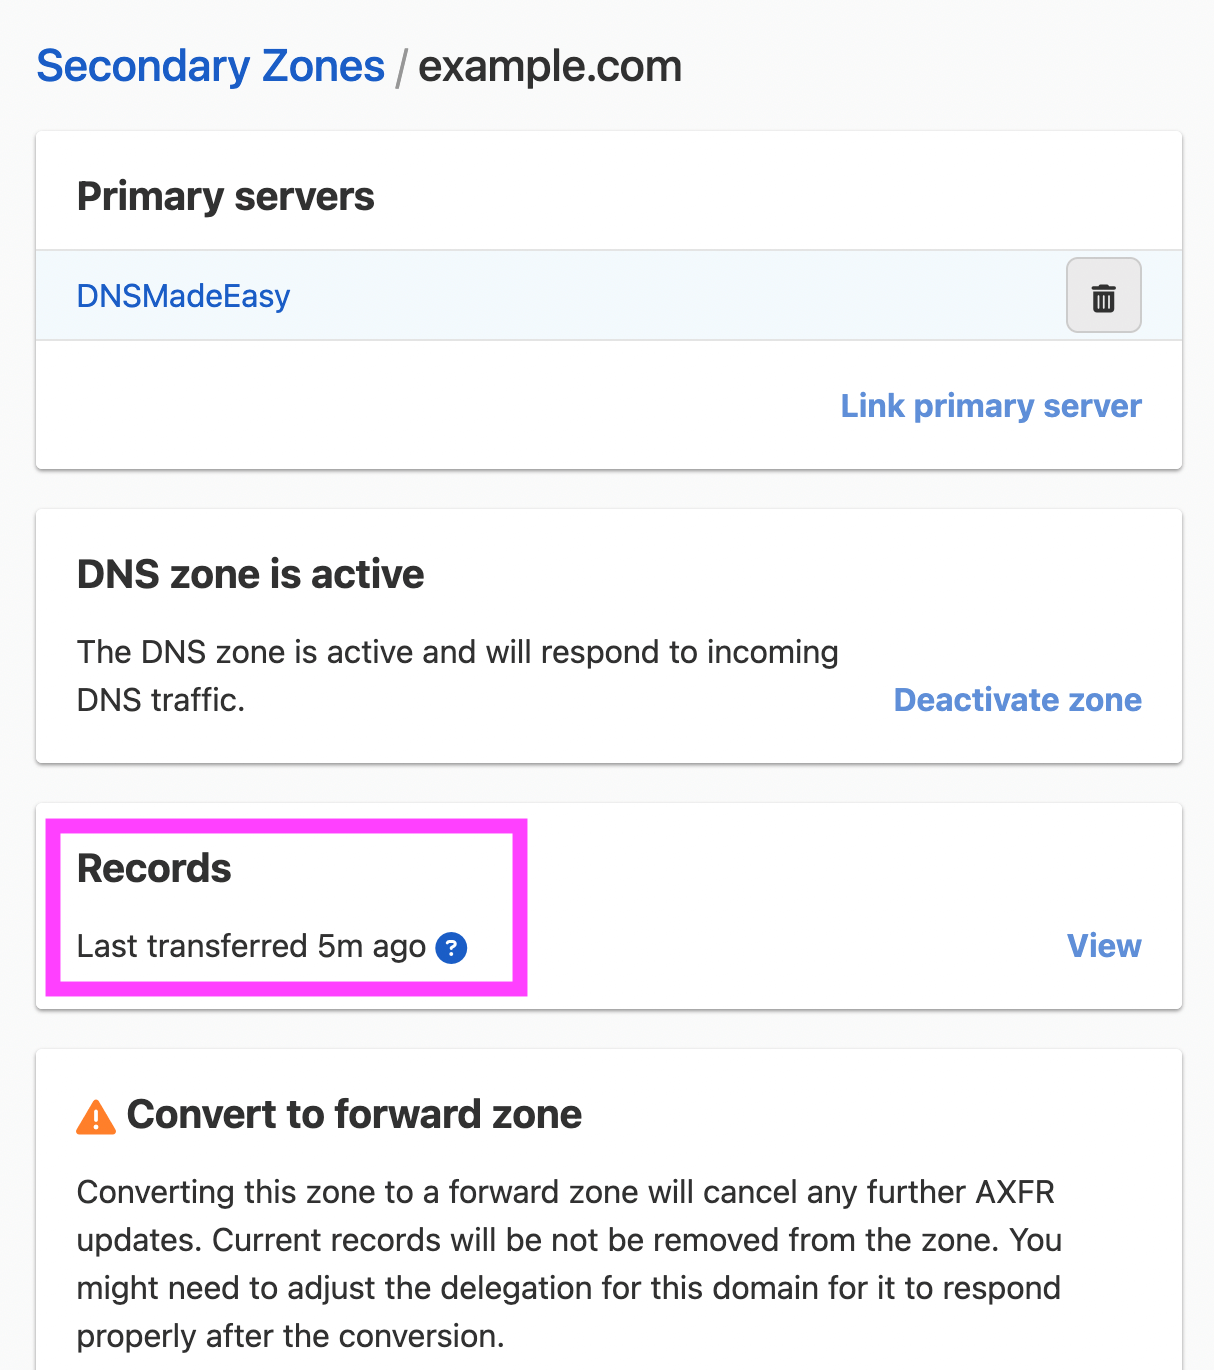 Secondary Zones / example.com
Primary servers
DNSMadeEasy
Link primary server
DNS zone is active
The DNS zone is active and will respond to incoming
DNS traffic.
Deactivate zone
Records
Last transferred 5m ago ?
View
Convert to forward zone
Converting this zone to a forward zone will cancel any further AXFR
updates. Current records will be not be removed from the zone. You
might need to adjust the delegation for this domain for it to respond
properly after the conversion.